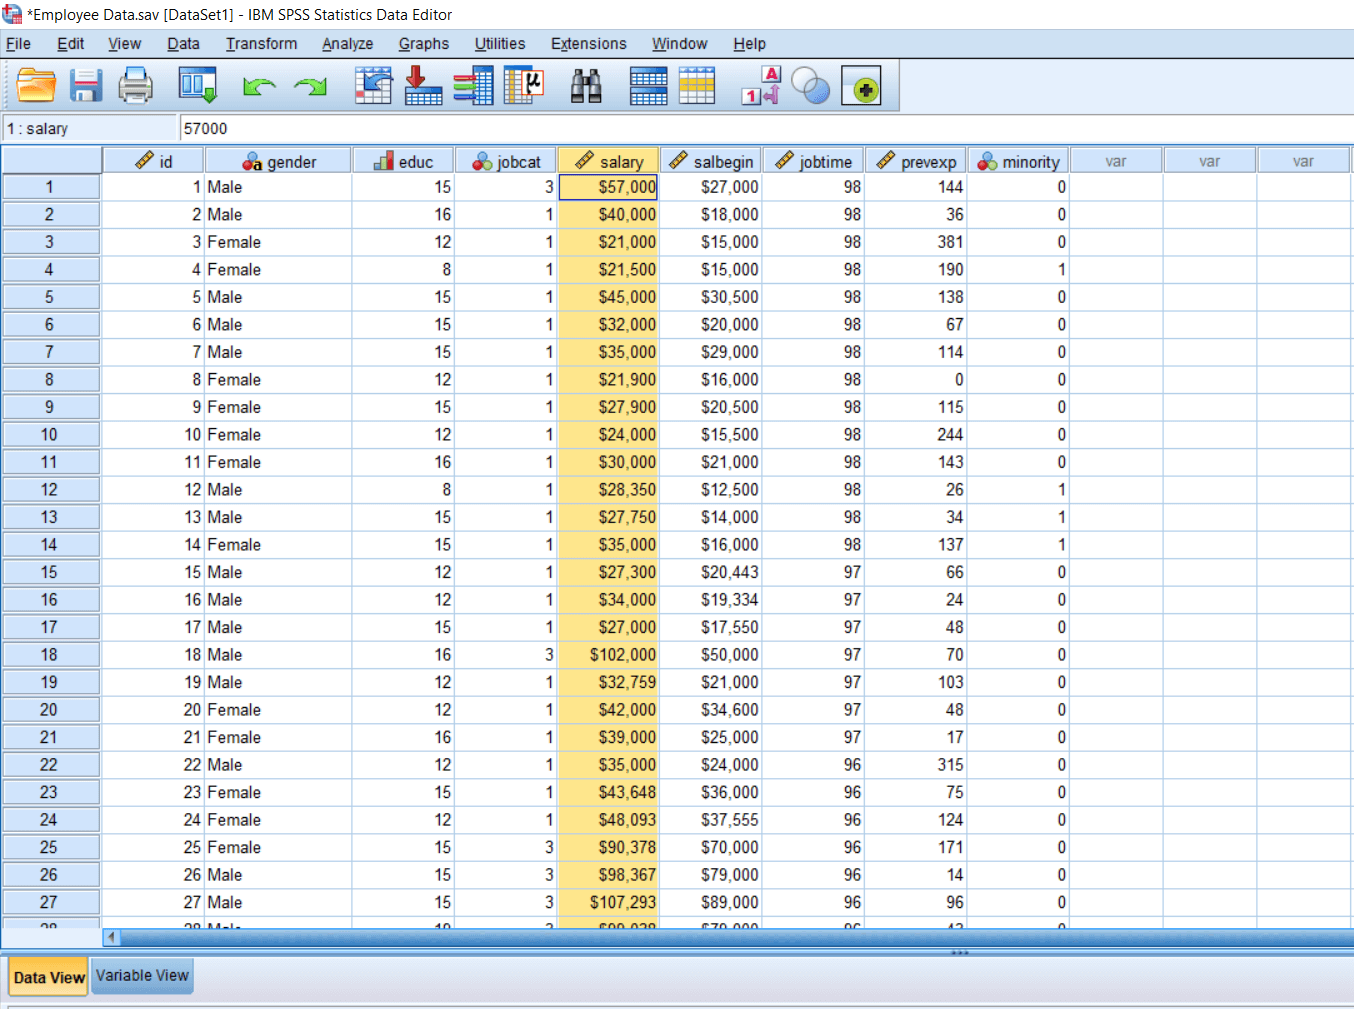 *Employee Data.sav [DataSet1] - IBM SPSS Statistics Data Editor
File Edit View Data Transform Analyze Graphs Utilities Extensions Window Help
1 : salary 57000
id gender educ jobcat salary salbegin jobtime prevexp minority var var var
1 1 Male 15 3 $57,000 $27,000 98 144 0
2 2 Male 16 1 $40,000 $18,000 98 36 0
3 3 Female 12 1 $21,000 $15,000 98 381 0
4 4 Female 8 1 $21,500 $15,000 98 190 1
5 5 Male 15 1 $45,000 $30,500 98 138 0
6 6 Male 15 1 $32,000 $20,000 98 67 0
7 7 Male 15 1 $35,000 $29,000 98 114 0
8 8 Female 12 1 $21,900 $16,000 98 0 0
9 9 Female 15 1 $27,900 $20,500 98 115 0
10 10 Female 12 1 $24,000 $15,500 98 244 0
11 11 Female 16 1 $30,000 $21,000 98 143 0
12 12 Male 8 1 $28,350 $12,500 98 26 1
13 13 Male 15 1 $27,750 $14,000 98 34 1
14 14 Female 15 1 $35,000 $16,000 98 137 1
15 15 Male 12 1 $27,300 $20,443 97 66 0
16 16 Male 12 1 $34,000 $19,334 97 24 0
17 17 Male 15 1 $27,000 $17,550 97 48 0
18 18 Male 16 3 $102,000 $50,000 97 70 0
19 19 Male 12 1 $32,759 $21,000 97 103 0
20 20 Female 12 1 $42,000 $34,600 97 48 0
21 21 Female 16 1 $39,000 $25,000 97 17 0
22 22 Male 12 1 $35,000 $24,000 96 315 0
23 23 Female 15 1 $43,648 $36,000 96 75 0
24 24 Female 12 1 $48,093 $37,555 96 124 0
25 25 Female 15 3 $90,378 $70,000 96 171 0
26 26 Male 15 3 $98,367 $79,000 96 14 0
27 27 Male 15 3 $107,293 $89,000 96 96 0
Data View Variable View